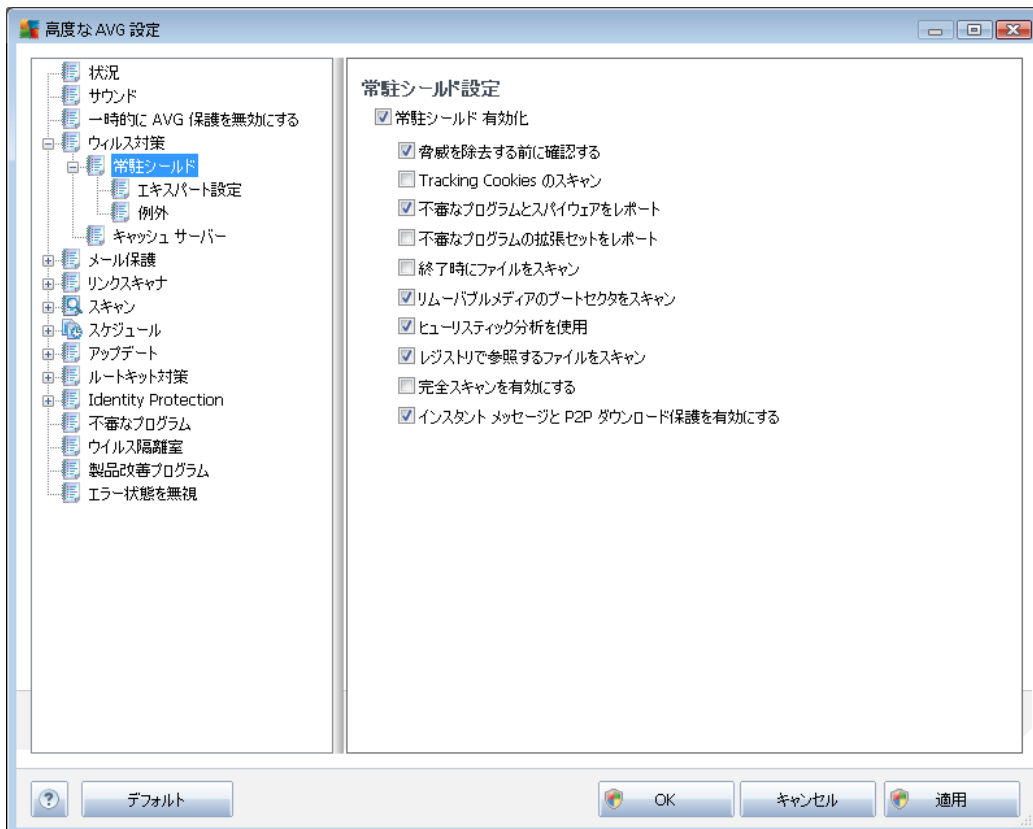 高度な AVG 設定
状況
サウンド
一時的に AVG 保護を無効にする
ウィルス対策
常駐シールド
エキスパート設定
例外
キャッシュ サーバー
メール保護
リンクスキャナ
スキャン
スケジュール
アップデート
ルートキット対策
Identity Protection
不審なプログラム
ウイルス隔離室
製品改善プログラム
エラー状態を無視
常駐シールド設定
常駐シールド 有効化
脅威を除去する前に確認する
Tracking Cookies のスキャン
不審なプログラムとスパイウェアをレポート
不審なプログラムの拡張セットをレポート
終了時にファイルをスキャン
リムーバブルメディアのブートセクタをスキャン
ヒューリスティック分析を使用
レジストリで参照するファイルをスキャン
完全スキャンを有効にする
インスタント メッセージと P2P ダウンロード保護を有効にする
?
デフォルト
OK
キャンセル
適用